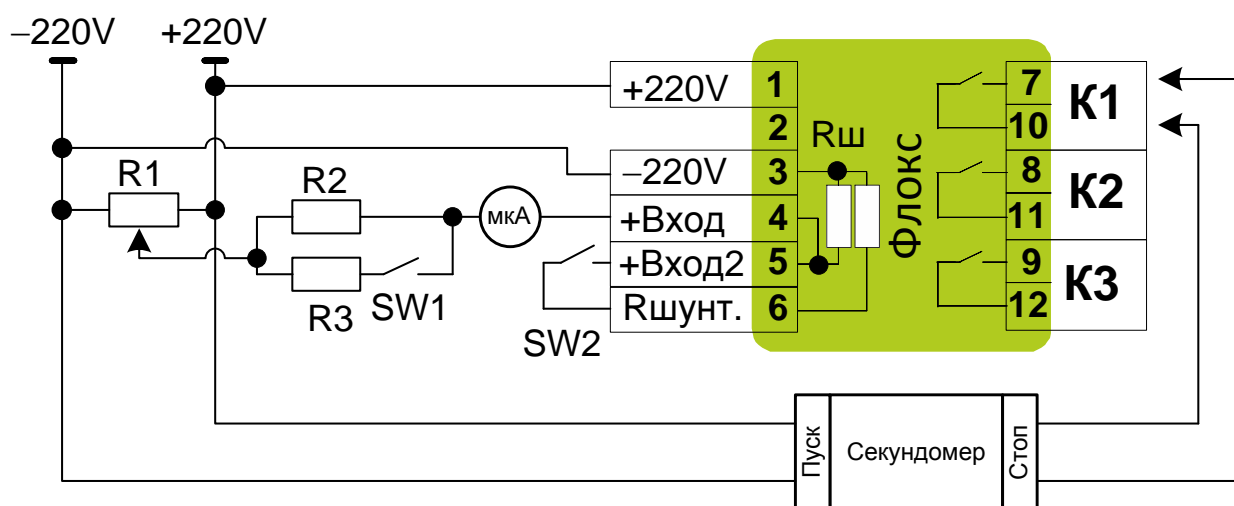 –220V +220V
+220V 1
2
–220V 3
+Вход 4
+Вход2 5
Rшунт. 6
Rш
Флокс
7
10
К1
8
11
К2
9
12
К3
R1
R2
R3
SW1
мкА
SW2
Пуск
Секундомер
Стоп